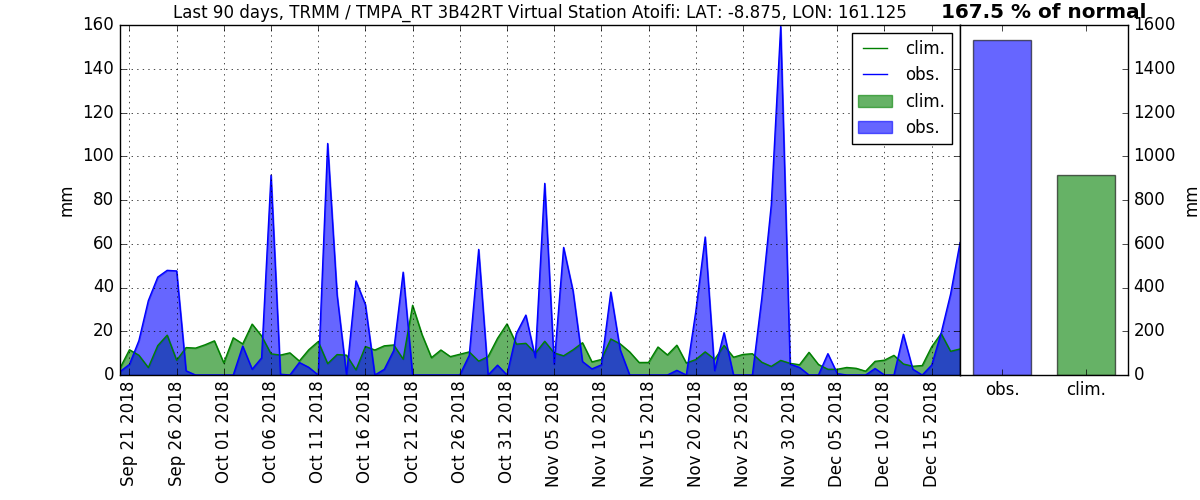 Last 90 days, TRMM / TMPA_RT 3B42RT Virtual Station Atoifi: LAT: -8.875, LON: 161.125
167.5 % of normal
160
140
120
100
80
60
40
20
0
mm
clim.
obs.
clim.
obs.
Sep 21 2018
Sep 26 2018
Oct 01 2018
Oct 06 2018
Oct 11 2018
Oct 16 2018
Oct 21 2018
Oct 26 2018
Oct 31 2018
Nov 05 2018
Nov 10 2018
Nov 15 2018
Nov 20 2018
Nov 25 2018
Nov 30 2018
Dec 05 2018
Dec 10 2018
Dec 15 2018
1600
1400
1200
1000
800
600
400
200
0
mm
obs.
clim.